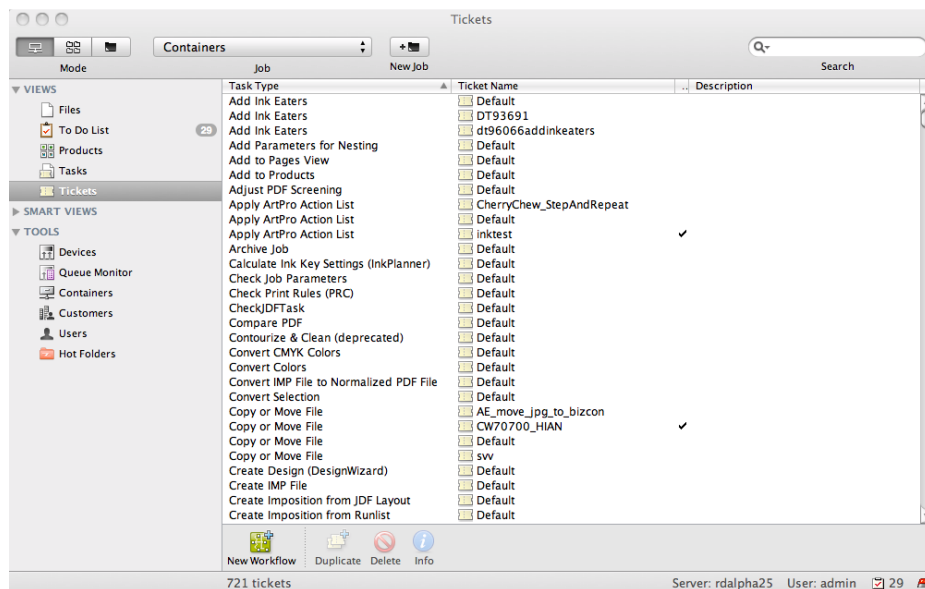 Tickets
Containers
Mode
Job
New Job
Search
VIEWS
Files
To Do List 29
Products
Tasks
Tickets
SMART VIEWS
TOOLS
Devices
Queue Monitor
Containers
Customers
Users
Hot Folders
Task Type Ticket Name .. Description
Add Ink Eaters Default
Add Ink Eaters DT93691
Add Ink Eaters dt96066addinkeaters
Add Parameters for Nesting Default
Add to Pages View Default
Add to Products Default
Adjust PDF Screening Default
Apply ArtPro Action List CherryChew_StepAndRepeat
Apply ArtPro Action List Default
Apply ArtPro Action List inktest ✔
Archive Job Default
Calculate Ink Key Settings (InkPlanner) Default
Check Job Parameters Default
Check Print Rules (PRC) Default
CheckJDFTask Default
Compare PDF Default
Contourize & Clean (deprecated) Default
Convert CMYK Colors Default
Convert Colors Default
Convert IMP File to Normalized PDF File Default
Convert Selection Default
Copy or Move File AE_move_jpg_to_bizcon
Copy or Move File CW70700_HIAN ✔
Copy or Move File Default
Copy or Move File svv
Create Design (DesignWizard) Default
Create IMP File Default
Create Imposition from JDF Layout Default
Create Imposition from Runlist Default
New Workflow Duplicate Delete Info
721 tickets Server: rdalpha25 User: admin 29